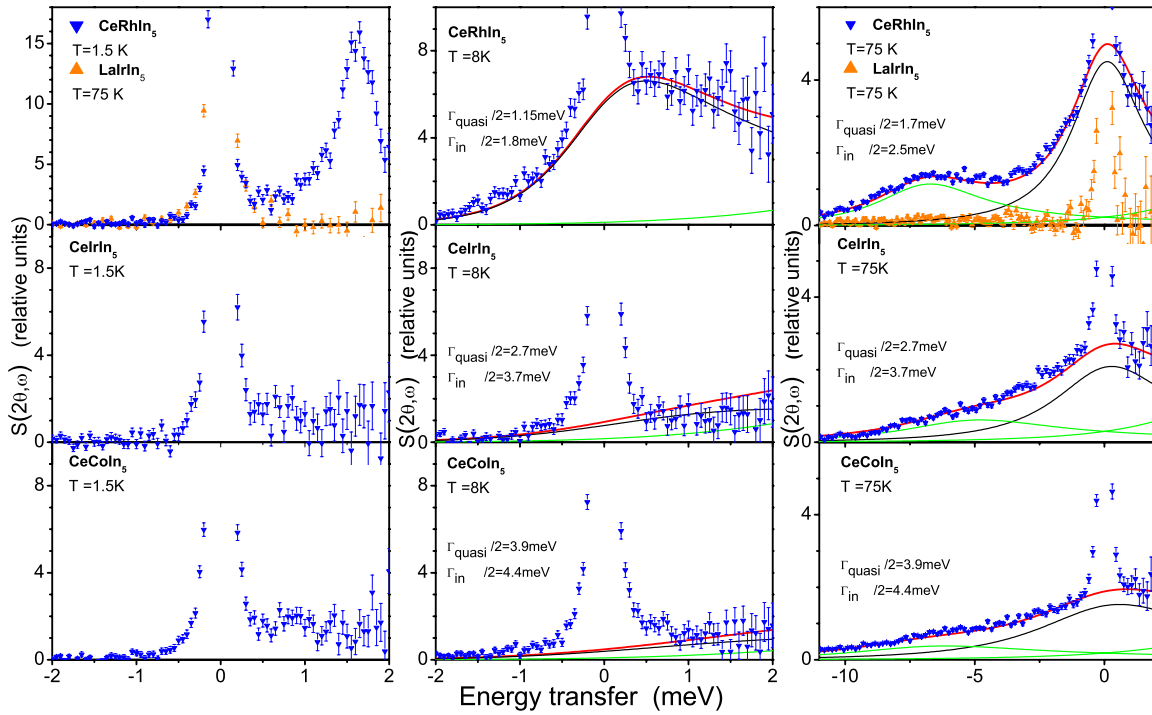 CeRhIn5
T=1.5 K
LaIrIn5
T=75 K
15
10
5
0
CeRhIn5
T =8K
Γquasi/2=1.15meV
Γin /2=1.8meV
8
4
0
CeRhIn5
T=75 K
LaIrIn5
T=75 K
Γquasi/2=1.7meV
Γin /2=2.5meV
4
0
S(2θ,ω) (relative units)
CeIrIn5
T =1.5K
8
4
0
S(2θ,ω) (relative units)
CeIrIn5
T =8K
Γquasi/2=2.7meV
Γin /2=3.7meV
8
4
0
S(2θ,ω) (relative units)
CeIrIn5
T =75K
Γquasi/2=2.7meV
Γin /2=3.7meV
4
0
CeCoIn5
T =1.5K
8
4
0
-2 -1 0 1 2
CeCoIn5
T =8K
Γquasi/2=3.9meV
Γin /2=4.4meV
8
4
0
-2 -1 0 1 2
CeCoIn5
T =75K
Γquasi/2=3.9meV
Γin /2=4.4meV
4
0
-10 -5 0
Energy transfer (meV)